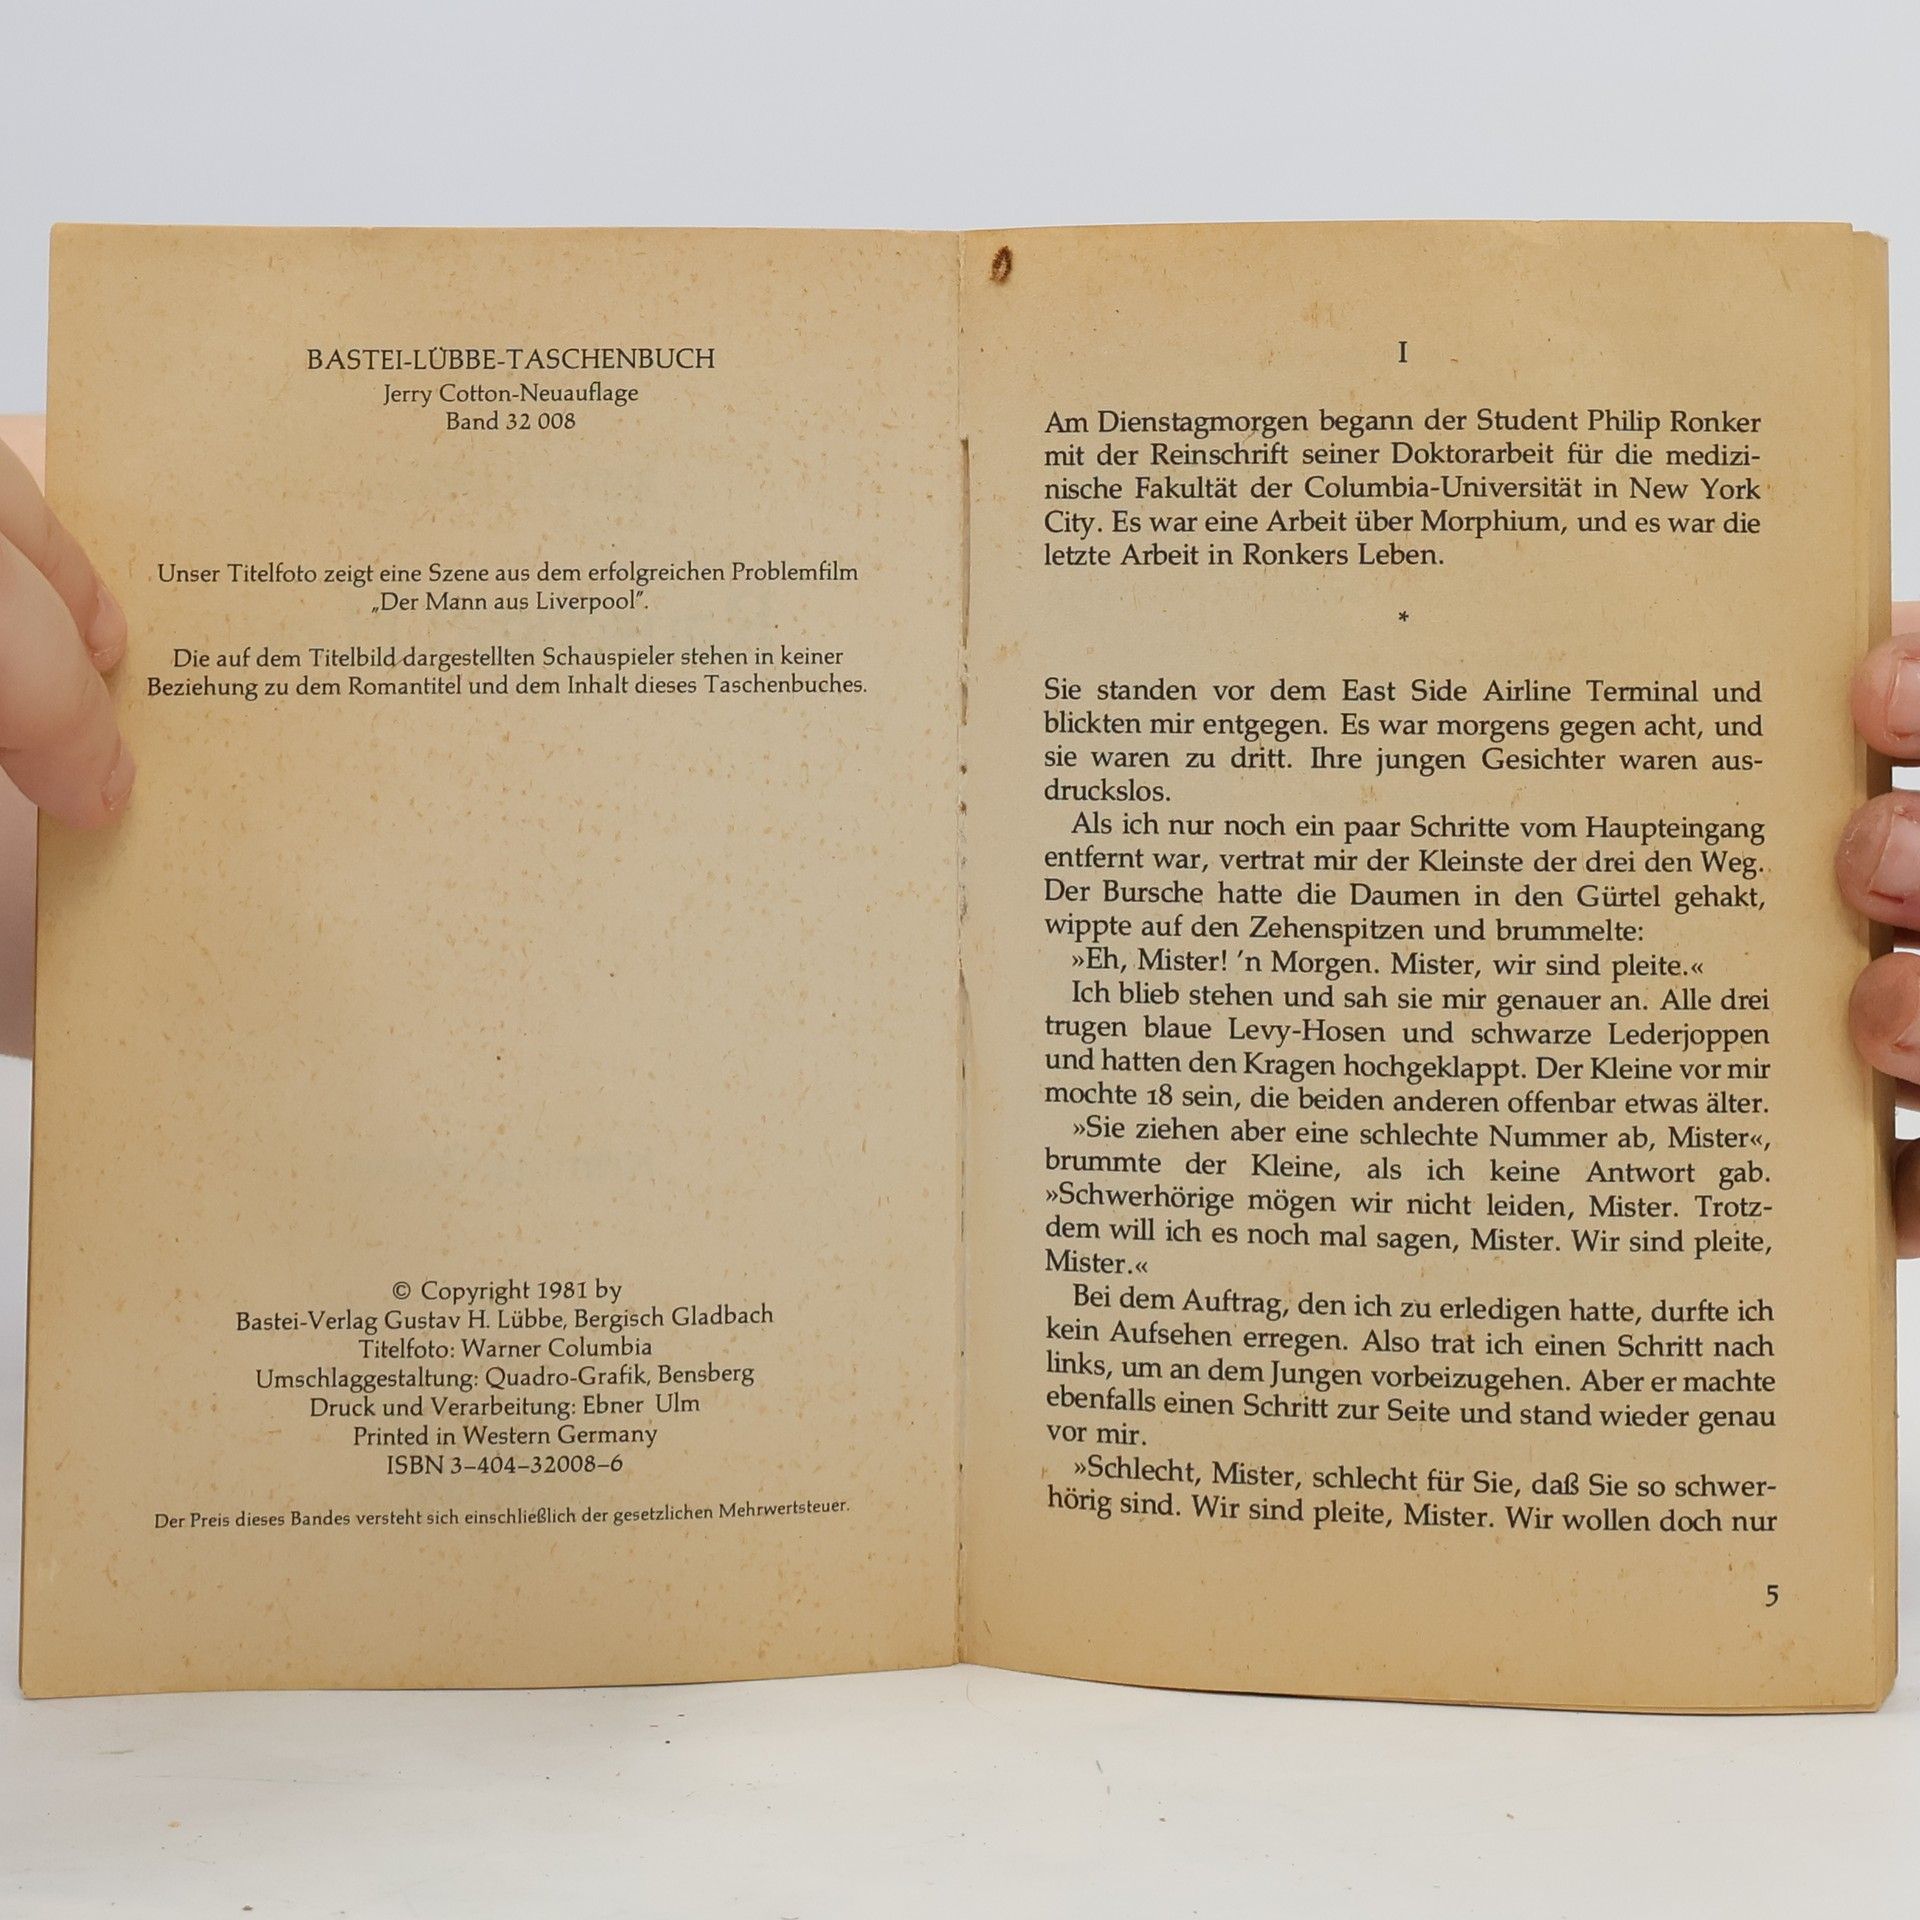 BASTEI-LÜBBE-TASCHENBUCH
Jerry Cotton-Neuauflage
Band 32 008
Unser Titelfoto zeigt eine Szene aus dem erfolgreichen Problemfilm
„Der Mann aus Liverpool”.
Die auf dem Titelbild dargestellten Schauspieler stehen in keiner
Beziehung zu dem Romantitel und dem Inhalt dieses Taschenbuches.
© Copyright 1981 by
Bastei-Verlag Gustav H. Lübbe, Bergisch Gladbach
Titelfoto: Warner Columbia
Umschlaggestaltung: Quadro-Grafik, Bensberg
Druck und Verarbeitung: Ebner Ulm
Printed in Western Germany
ISBN 3–404–32008–6
Der Preis dieses Bandes versteht sich einschließlich der gesetzlichen Mehrwertsteuer.
I
Am Dienstagmorgen begann der Student Philip Ronker
mit der Reinschrift seiner Doktorarbeit für die medizi-
nische Fakultät der Columbia-Universität in New York
City. Es war eine Arbeit über Morphium, und es war die
letzte Arbeit in Ronkers Leben.
*
Sie standen vor dem East Side Airline Terminal und
blickten mir entgegen. Es war morgens gegen acht, und
sie waren zu dritt. Ihre jungen Gesichter waren aus-
druckslos.
Als ich nur noch ein paar Schritte vom Haupteingang
entfernt war, vertrat mir der Kleinste der drei den Weg.
Der Bursche hatte die Daumen in den Gürtel gehakt,
wippte auf den Zehenspitzen und brummelte:
»Eh, Mister! ’n Morgen. Mister, wir sind pleite.«
Ich blieb stehen und sah sie mir genauer an. Alle drei
trugen blaue Levy-Hosen und schwarze Lederjoppen
und hatten den Kragen hochgeklappt. Der Kleine vor mir
mochte 18 sein, die beiden anderen offenbar etwas älter.
»Sie ziehen aber eine schlechte Nummer ab, Mister«,
brummte der Kleine, als ich keine Antwort gab.
»Schwerhörige mögen wir nicht leiden, Mister. Trotz-
dem will ich es noch mal sagen, Mister. Wir sind pleite,
Mister.«
Bei dem Auftrag, den ich zu erledigen hatte, durfte ich
kein Aufsehen erregen. Also trat ich einen Schritt nach
links, um an dem Jungen vorbeizugehen. Aber er machte
ebenfalls einen Schritt zur Seite und stand wieder genau
vor mir.
»Schlecht, Mister, schlecht für Sie, daß Sie so schwer-
hörig sind. Wir sind pleite, Mister. Wir wollen doch nur
5